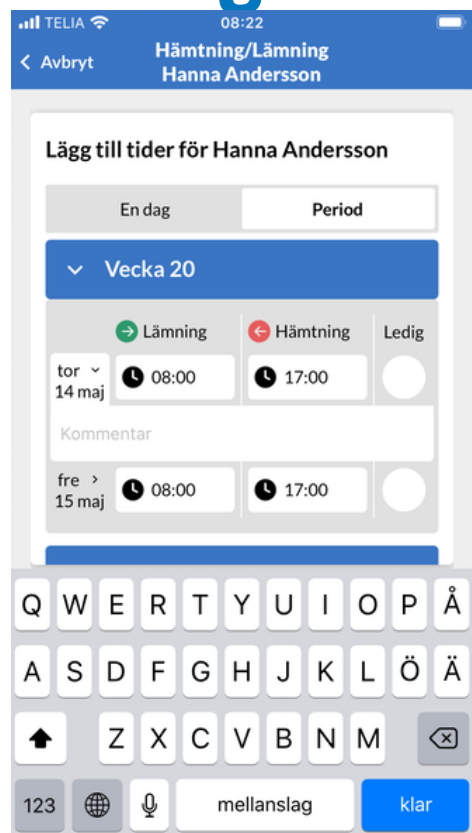 TELIA 08:22
Avbryt
Hämtning/Lämning
Hanna Andersson
Lägg till tider för Hanna Andersson
En dag Period
Vecka 20
Lämning Hämtning Ledig
tor
14 maj 08:00 17:00
Kommentar
fre
15 maj 08:00 17:00
Q W E R T Y U I O P Å
A S D F G H J K L Ö Ä
Z X C V B N M
123 mellanslag klar